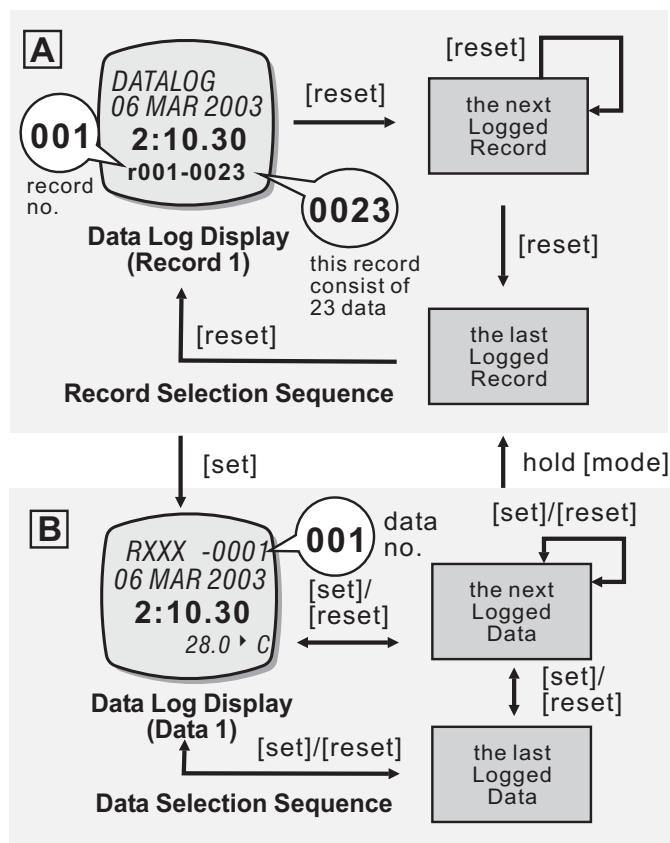 A
DATALOG
06 MAR 2003
2:10.30
r001-0023
001
record
no.
0023
this record
consist of
23 data
Data Log Display
(Record 1)
[reset]
[reset]
the next
Logged
Record
[reset]
the last
Logged
Record
[reset]
Record Selection Sequence
[set]
hold [mode]
B
RXXX -0001
06 MAR 2003
2:10.30
28.0 ‣ C
001
data
no.
[set]/
[reset]
[set]/[reset]
the next
Logged
Data
[set]/
[reset]
Data Log Display
(Data 1)
[set]/[reset]
the last
Logged
Data
Data Selection Sequence